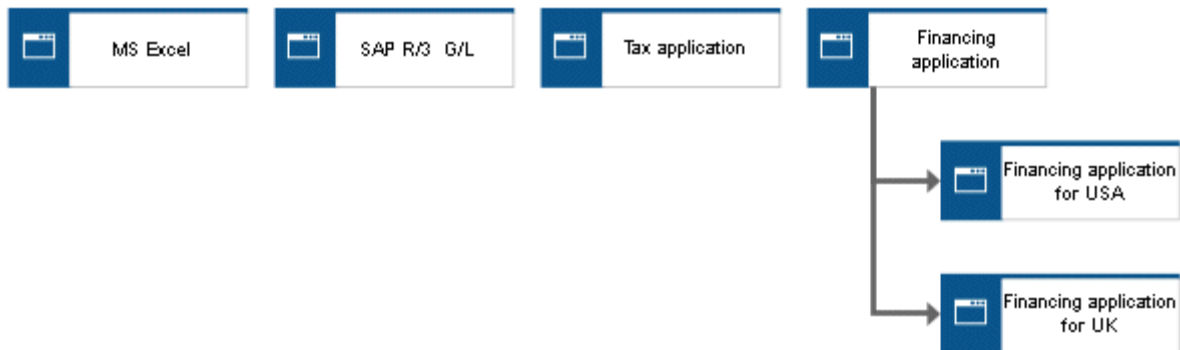 MS Excel
SAP R/3 G/L
Tax application
Financing
application
Financing application
for USA
Financing application
for UK